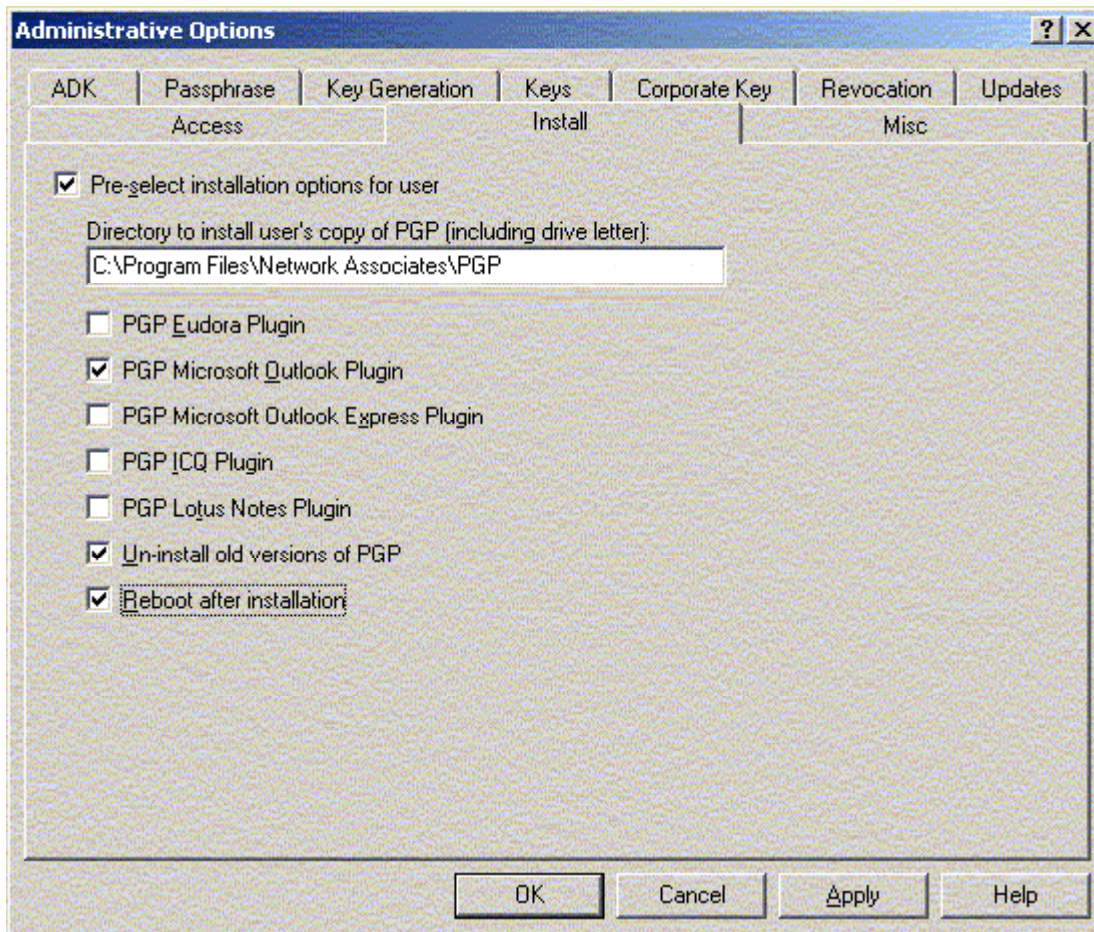 Administrative Options
ADK Passphrase Key Generation Keys Corporate Key Revocation Updates
Access Install Misc
Pre-select installation options for user
Directory to install user's copy of PGP (including drive letter):
C:\Program Files\Network Associates\PGP
PGP Eudora Plugin
PGP Microsoft Outlook Plugin
PGP Microsoft Outlook Express Plugin
PGP ICQ Plugin
PGP Lotus Notes Plugin
Un-install old versions of PGP
Reboot after installation
OK Cancel Apply Help